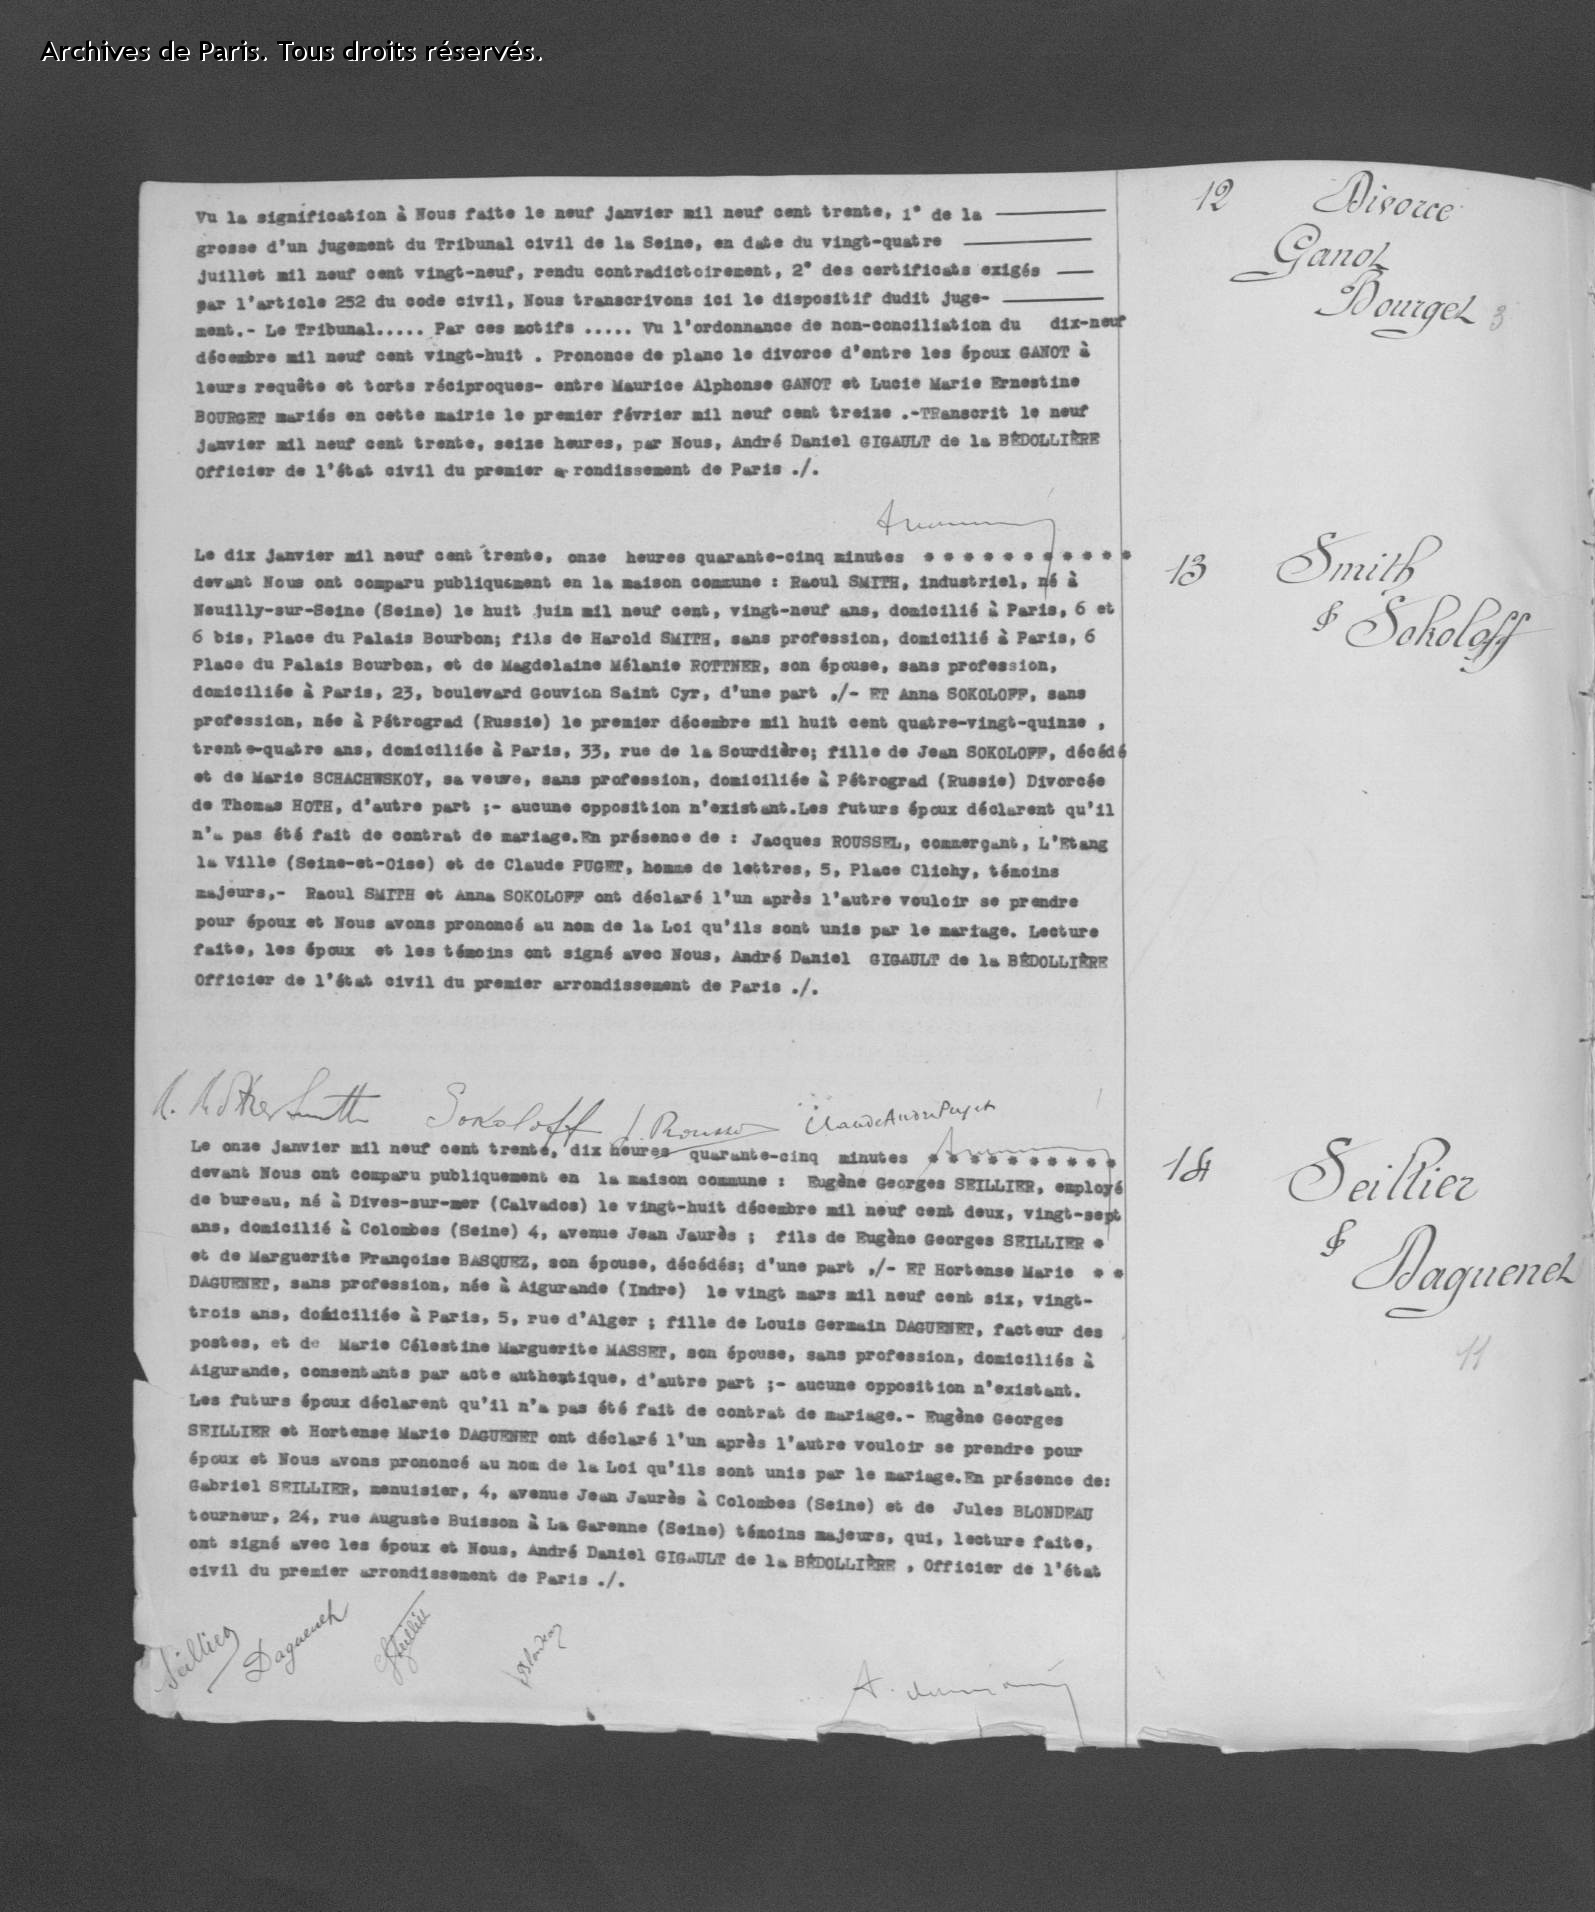 Archives de Paris. Tous droits réservés.
Vu la signification à Nous faite le neuf janvier mil neuf cent trente, 1° de la
grosse d'un jugement du Tribunal civil de la Seine, en date du vingt-quatre
juillet mil neuf cent vingt-neuf, rendu contradictoirement, 2° des certificats exigés
par l'article 252 du code civil, Nous transcrivons ici le dispositif dudit juge-
ment.- Le Tribunal..... Par ces motifs ..... Vu l'ordonnance de non-conciliation du dix-neuf
décembre mil neuf cent vingt-huit . Prononce de plano le divorce d'entre les époux GANOT à
leurs requête et torts réciproques- entre Maurice Alphonse GANOT et Lucie Marie Ernestine
BOURGET mariés en cette mairie le premier février mil neuf cent treize .-TRanscrit le neuf
janvier mil neuf cent trente, seize heures, par Nous, André Daniel GIGAULT de la BÉDOLLIÈRE
Officier de l'état civil du premier arrondissement de Paris ./.
12 Divorce
Ganot
Bourget 3
Le dix janvier mil neuf cent trente, onze heures quarante-cinq minutes * * * * * * * * * * *
devant Nous ont comparu publiquement en la maison commune : Raoul SMITH, industriel, né à
Neuilly-sur-Seine (Seine) le huit juin mil neuf cent, vingt-neuf ans, domicilié à Paris, 6 et
6 bis, Place du Palais Bourbon; fils de Harold SMITH, sans profession, domicilié à Paris, 6
Place du Palais Bourbon, et de Magdelaine Mélanie ROTTNER, son épouse, sans profession,
domiciliée à Paris, 23, boulevard Gouvion Saint Cyr, d'une part ,/- ET Anna SOKOLOFF, sans
profession, née à Pétrograd (Russie) le premier décembre mil huit cent quatre-vingt-quinze ,
trente-quatre ans, domiciliée à Paris, 33, rue de la Sourdière; fille de Jean SOKOLOFF, décédé
et de Marie SCHACHWSKOY, sa veuve, sans profession, domiciliée à Pétrograd (Russie) Divorcée
de Thomas HOTH, d'autre part ;- aucune opposition n'existant.Les futurs époux déclarent qu'il
n'a pas été fait de contrat de mariage.En présence de : Jacques ROUSSEL, commerçant, L'Etang
la Ville (Seine-et-Oise) et de Claude PUGET, homme de lettres, 5, Place Clichy, témoins
majeurs,- Raoul SMITH et Anna SOKOLOFF ont déclaré l'un après l'autre vouloir se prendre
pour époux et Nous avons prononcé au nom de la Loi qu'ils sont unis par le mariage. Lecture
faite, les époux et les témoins ont signé avec Nous, André Daniel GIGAULT de la BÉDOLLIÈRE
Officier de l'état civil du premier arrondissement de Paris ./.
13 Smith
& Sokoloff
Smith Sokoloff J. Roussel Claude André Puget
Le onze janvier mil neuf cent trente, dix heures quarante-cinq minutes * * * * * * * * * *
devant Nous ont comparu publiquement en la maison commune : Eugène Georges SEILLIER, employé
de bureau, né à Dives-sur-mer (Calvados) le vingt-huit décembre mil neuf cent deux, vingt-sept
ans, domicilié à Colombes (Seine) 4, avenue Jean Jaurès ; fils de Eugène Georges SEILLIER *
et de Marguerite Françoise BASQUEZ, son épouse, décédés; d'une part ,/- ET Hortense Marie * *
DAGUENET, sans profession, née à Aigurande (Indre) le vingt mars mil neuf cent six, vingt-
trois ans, domiciliée à Paris, 5, rue d'Alger ; fille de Louis Germain DAGUENET, facteur des
postes, et de Marie Célestine Marguerite MASSET, son épouse, sans profession, domiciliés à
Aigurande, consentants par acte authentique, d'autre part ;- aucune opposition n'existant.
Les futurs époux déclarent qu'il n'a pas été fait de contrat de mariage.- Eugène Georges
SEILLIER et Hortense Marie DAGUENET ont déclaré l'un après l'autre vouloir se prendre pour
époux et Nous avons prononcé au nom de la Loi qu'ils sont unis par le mariage.En présence de:
Gabriel SEILLIER, menuisier, 4, avenue Jean Jaurès à Colombes (Seine) et de Jules BLONDEAU
tourneur, 24, rue Auguste Buisson à La Garenne (Seine) témoins majeurs, qui, lecture faite,
ont signé avec les époux et Nous, André Daniel GIGAULT de la BÉDOLLIÈRE , Officier de l'état
civil du premier arrondissement de Paris ./.
14 Seillier
&
Daguenet
11
Seillier Daguenet GSeillier Blondeau